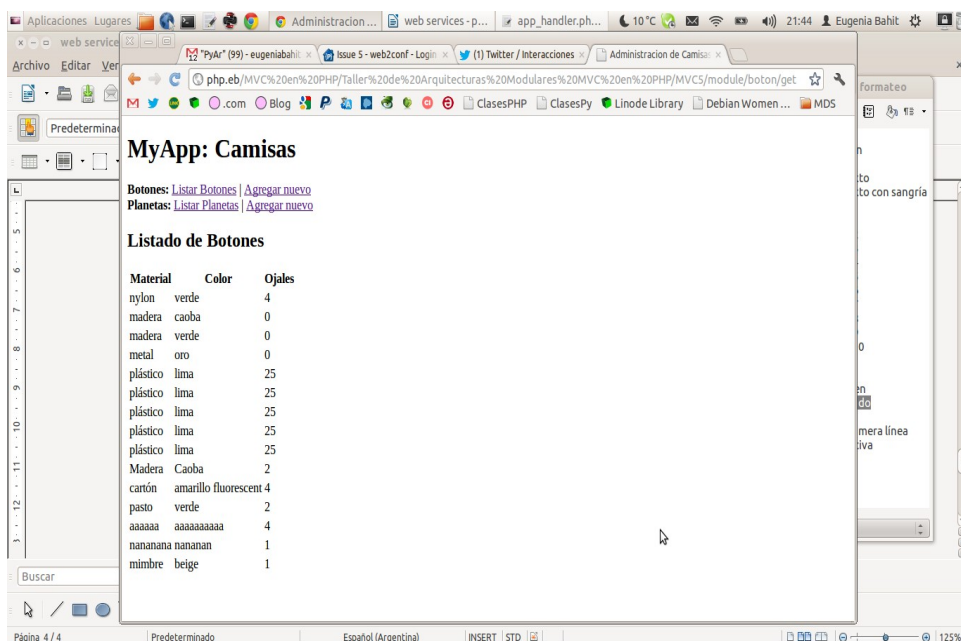 Aplicaciones Lugares Administracion ... web services - p... app_handler.ph... 10 °C 21:44 Eugenia Bahit
web service
"PyAr" (99) - eugeniabahit Issue 5 - web2conf - Login (1) Twitter / Interacciones Administracion de Camisas
Archivo Editar Ver
php.eb/MVC%20en%20PHP/Taller%20de%20Arquitecturas%20Modulares%20MVC%20en%20PHP/MVC5/module/boton/get
formateo
.com Blog ClasesPHP ClasesPy Linode Library Debian Women ... MDS
Predeterminad
MyApp: Camisas
Botones: Listar Botones | Agregar nuevo
Planetas: Listar Planetas | Agregar nuevo
to con sangría
Listado de Botones
Material Color Ojales
nylon verde 4
madera caoba 0
madera verde 0
metal oro 0
plástico lima 25
plástico lima 25
plástico lima 25
plástico lima 25
plástico lima 25
Madera Caoba 2
cartón amarillo fluorescent 4
pasto verde 2
aaaaaa aaaaaaaaaa 4
nananana nananan 1
mimbre beige 1
do
mera línea
tiva
Buscar
Página 4 / 4 Predeterminado Español (Argentina) INSERT STD 125%